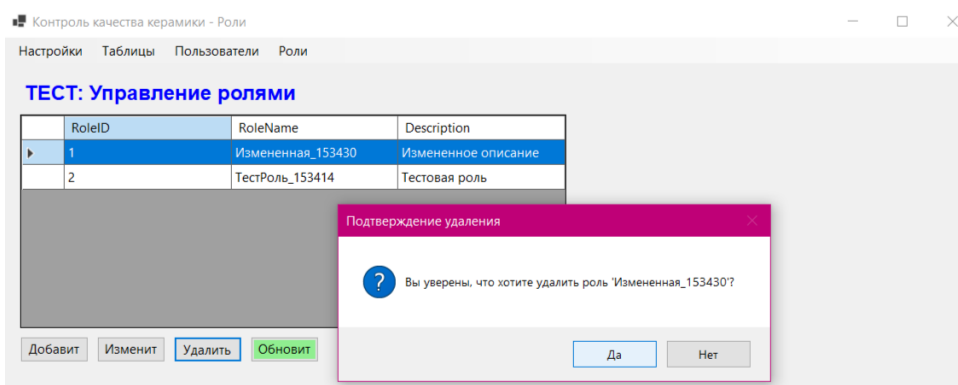 Контроль качества керамики - Роли
Настройки Таблицы Пользователи Роли
ТЕСТ: Управление ролями
RoleID RoleName Description
1 Измененная_153430 Измененное описание
2 ТестРоль_153414 Тестовая роль
Подтверждение удаления
Вы уверены, что хотите удалить роль 'Измененная_153430'?
Да Нет
Добавит Изменит Удалить Обновит